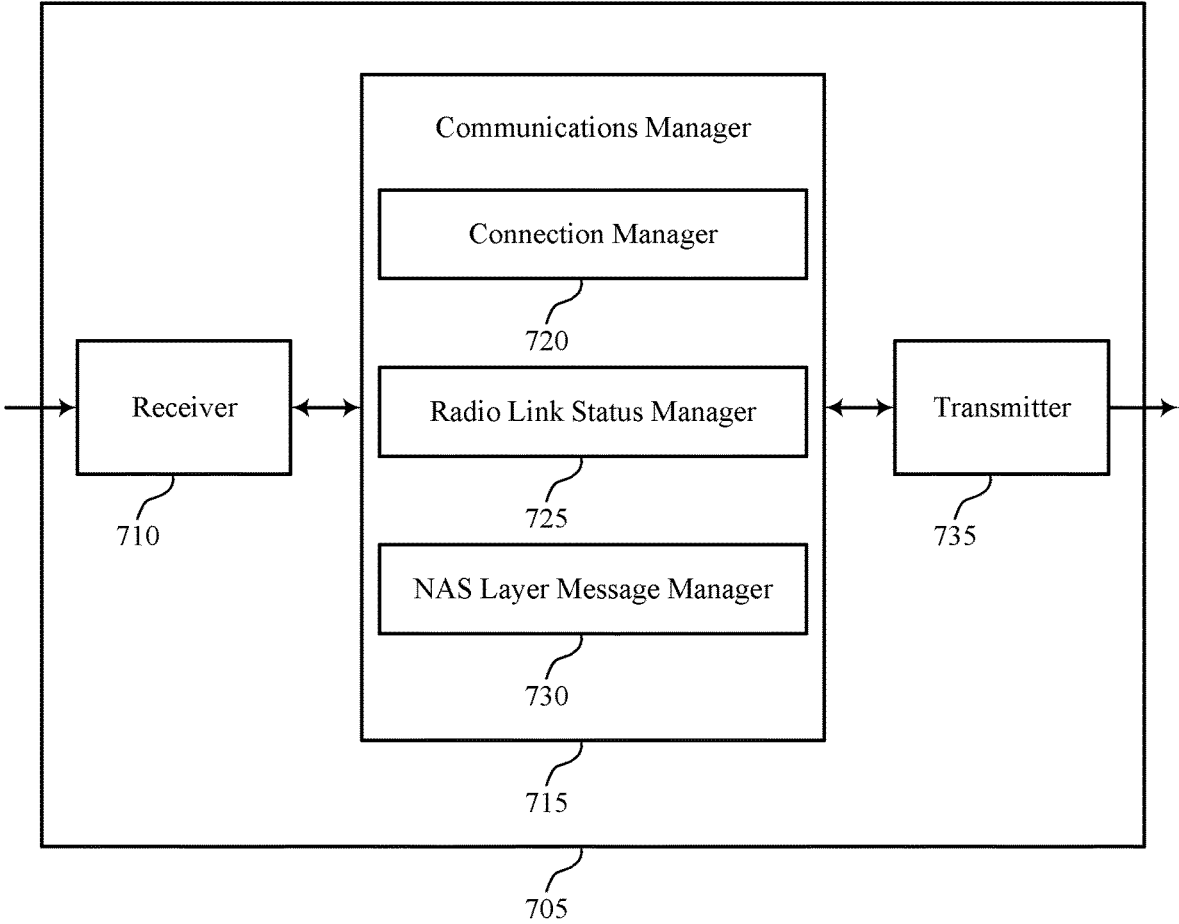 Communications Manager
Connection Manager
720
Receiver
710
Radio Link Status Manager
725
Transmitter
735
NAS Layer Message Manager
730
715
705